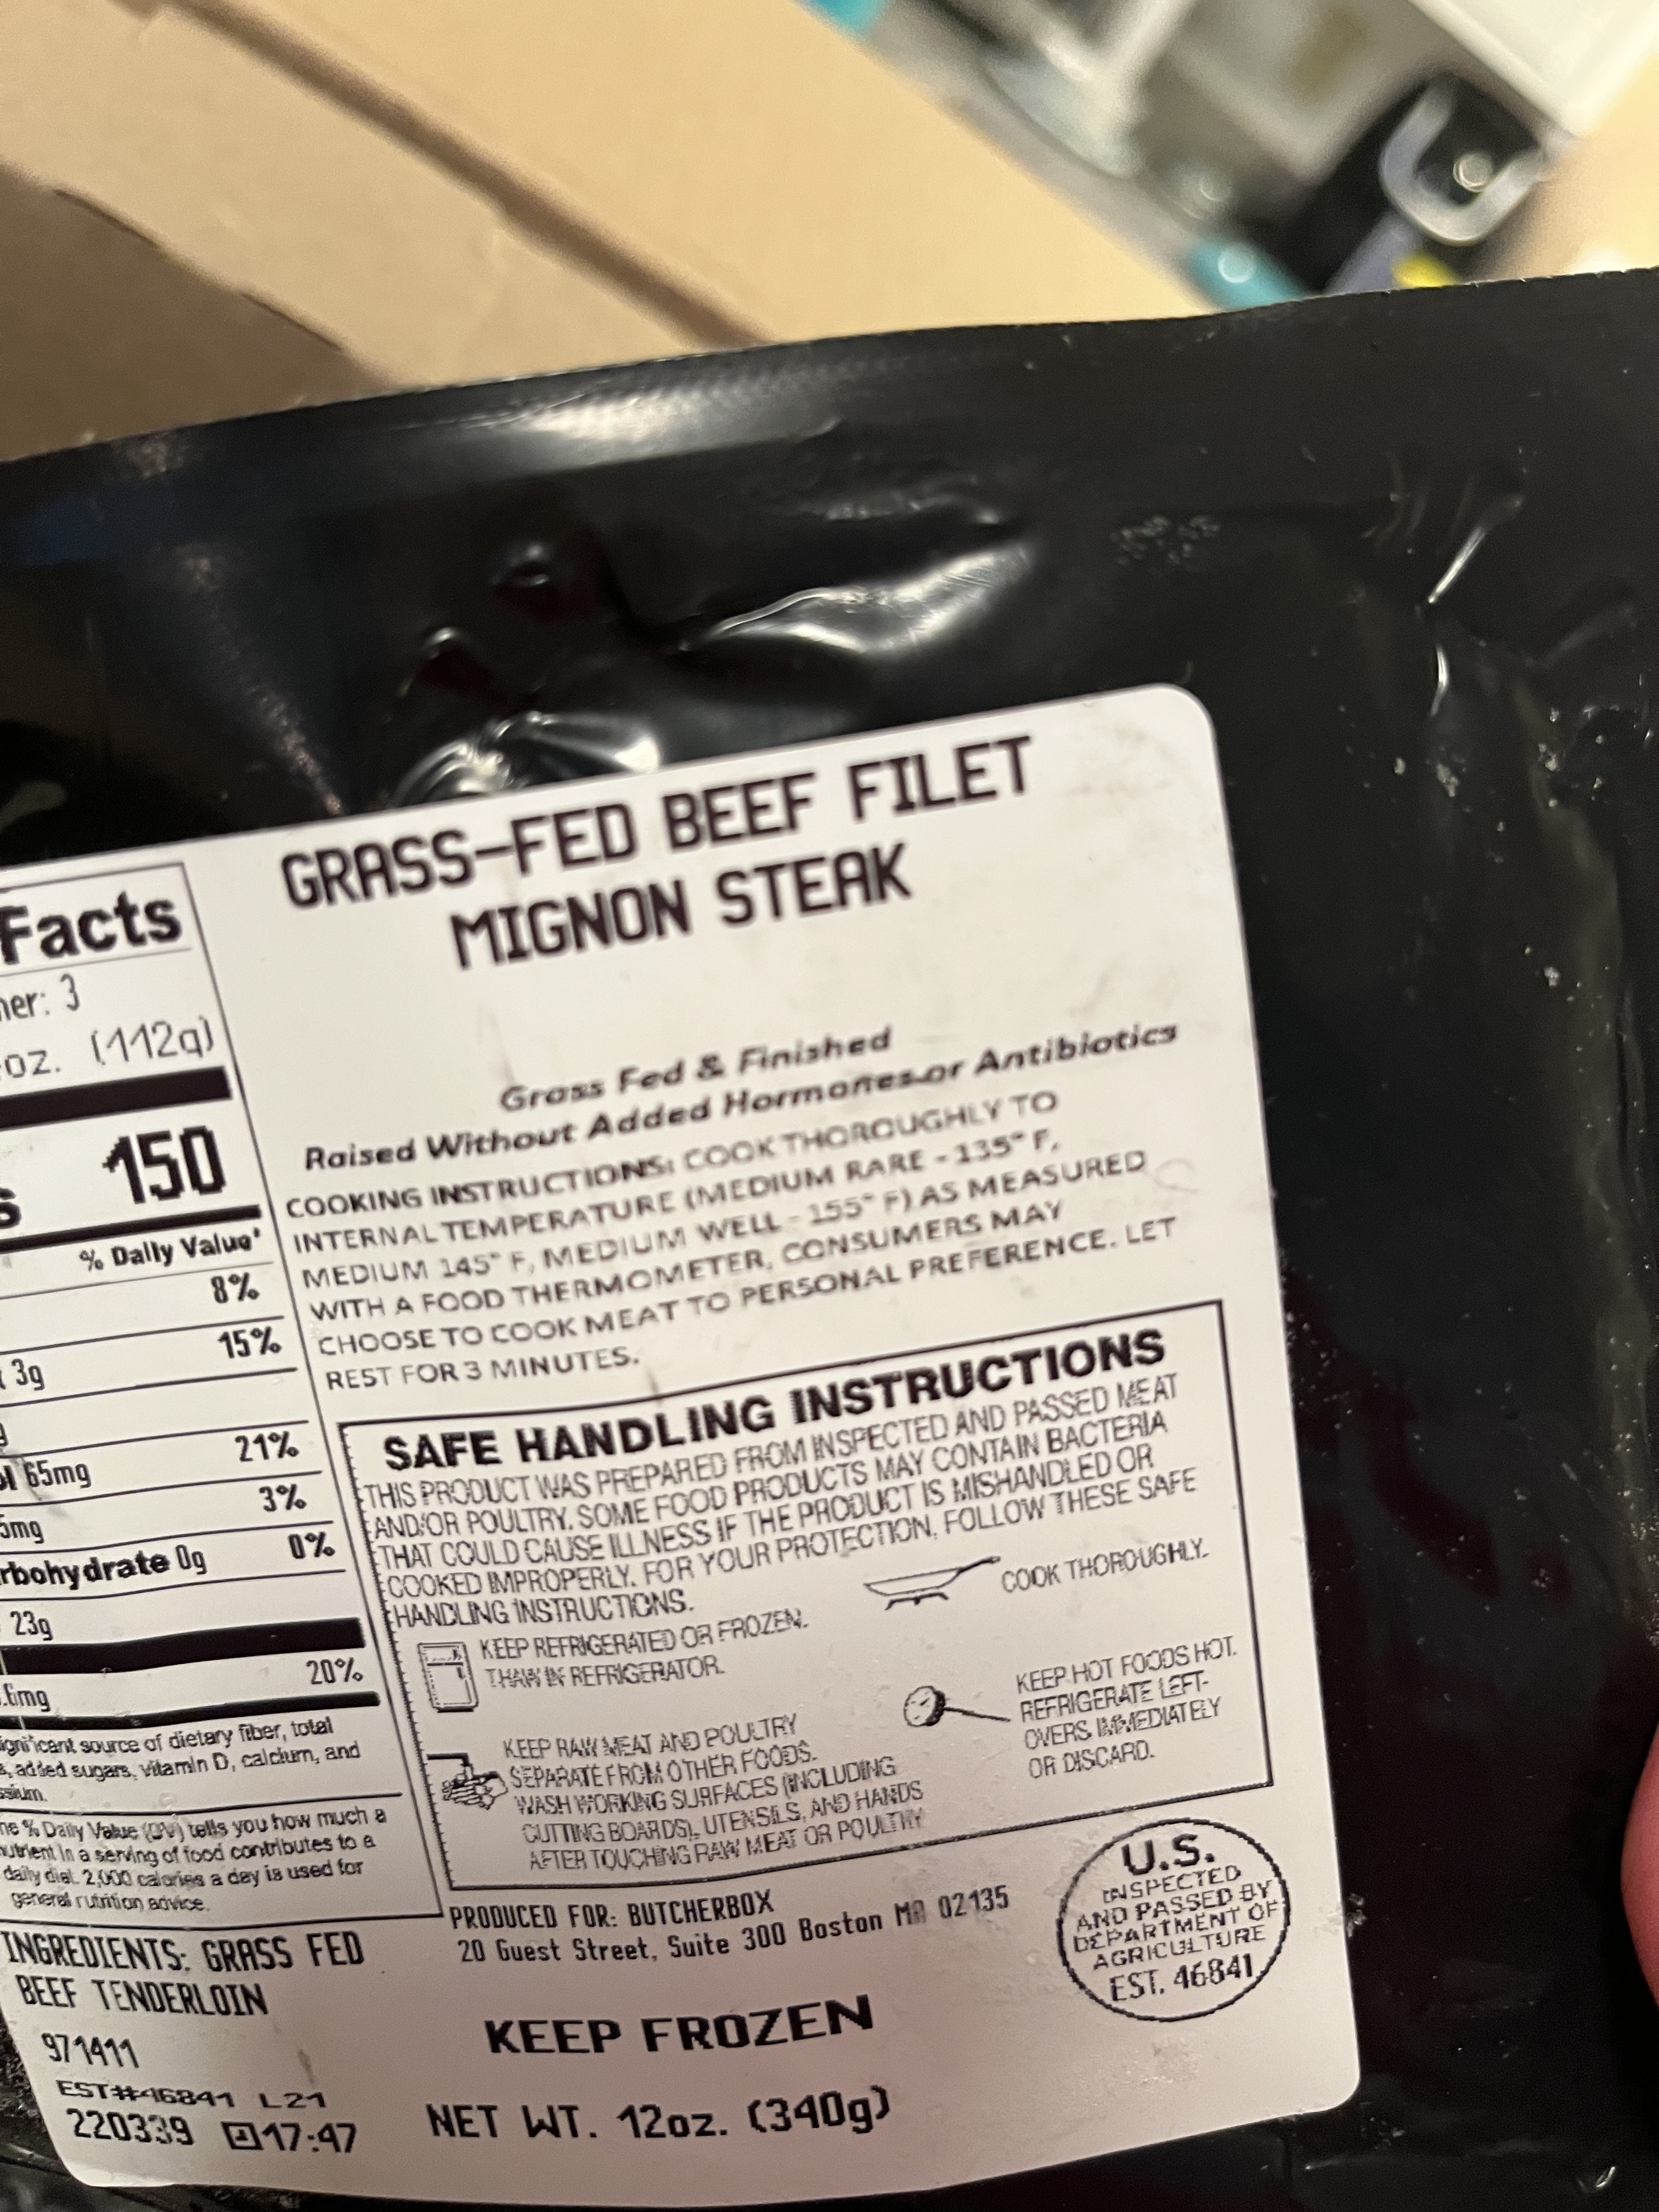 GRASS-FED BEEF FILET
MIGNON STEAK
Grass Fed & Finished
Raised Without Added Hormones or Antibiotics
COOKING INSTRUCTIONS: COOK THOROUGHLY TO
INTERNAL TEMPERATURE (MEDIUM RARE - 135° F,
MEDIUM 145° F, MEDIUM WELL - 155° F) AS MEASURED
WITH A FOOD THERMOMETER, CONSUMERS MAY
CHOOSE TO COOK MEAT TO PERSONAL PREFERENCE. LET
REST FOR 3 MINUTES.
Facts
ner: 3
oz. (112g)
s 150
% Daily Value*
8%
15%
3g
g
21%
ol 65mg
3%
5mg
0%
rbohydrate 0g
23g
20%
.6mg
ignificant source of dietary fiber, total
s, added sugars, vitamin D, calcium, and
ssium.
he % Daily Value (DV) tells you how much a
nutrient in a serving of food contributes to a
daily diet. 2,000 calories a day is used for
general nutrition advice.
SAFE HANDLING INSTRUCTIONS
THIS PRODUCT WAS PREPARED FROM INSPECTED AND PASSED MEAT
AND/OR POULTRY. SOME FOOD PRODUCTS MAY CONTAIN BACTERIA
THAT COULD CAUSE ILLNESS IF THE PRODUCT IS MISHANDLED OR
COOKED IMPROPERLY. FOR YOUR PROTECTION, FOLLOW THESE SAFE
HANDLING INSTRUCTIONS.
KEEP REFRIGERATED OR FROZEN.
THAW IN REFRIGERATOR.
COOK THOROUGHLY.
KEEP RAW MEAT AND POULTRY
SEPARATE FROM OTHER FOODS.
WASH WORKING SURFACES (INCLUDING
CUTTING BOARDS), UTENSILS, AND HANDS
AFTER TOUCHING RAW MEAT OR POULTRY
KEEP HOT FOODS HOT.
REFRIGERATE LEFT-
OVERS IMMEDIATELY
OR DISCARD.
PRODUCED FOR: BUTCHERBOX
20 Guest Street, Suite 300 Boston MA 02135
U.S.
INSPECTED
AND PASSED BY
DEPARTMENT OF
AGRICULTURE
EST. 46841
INGREDIENTS: GRASS FED
BEEF TENDERLOIN
971411
EST#46841 L21
220339 17:47
KEEP FROZEN
NET WT. 12oz. (340g)